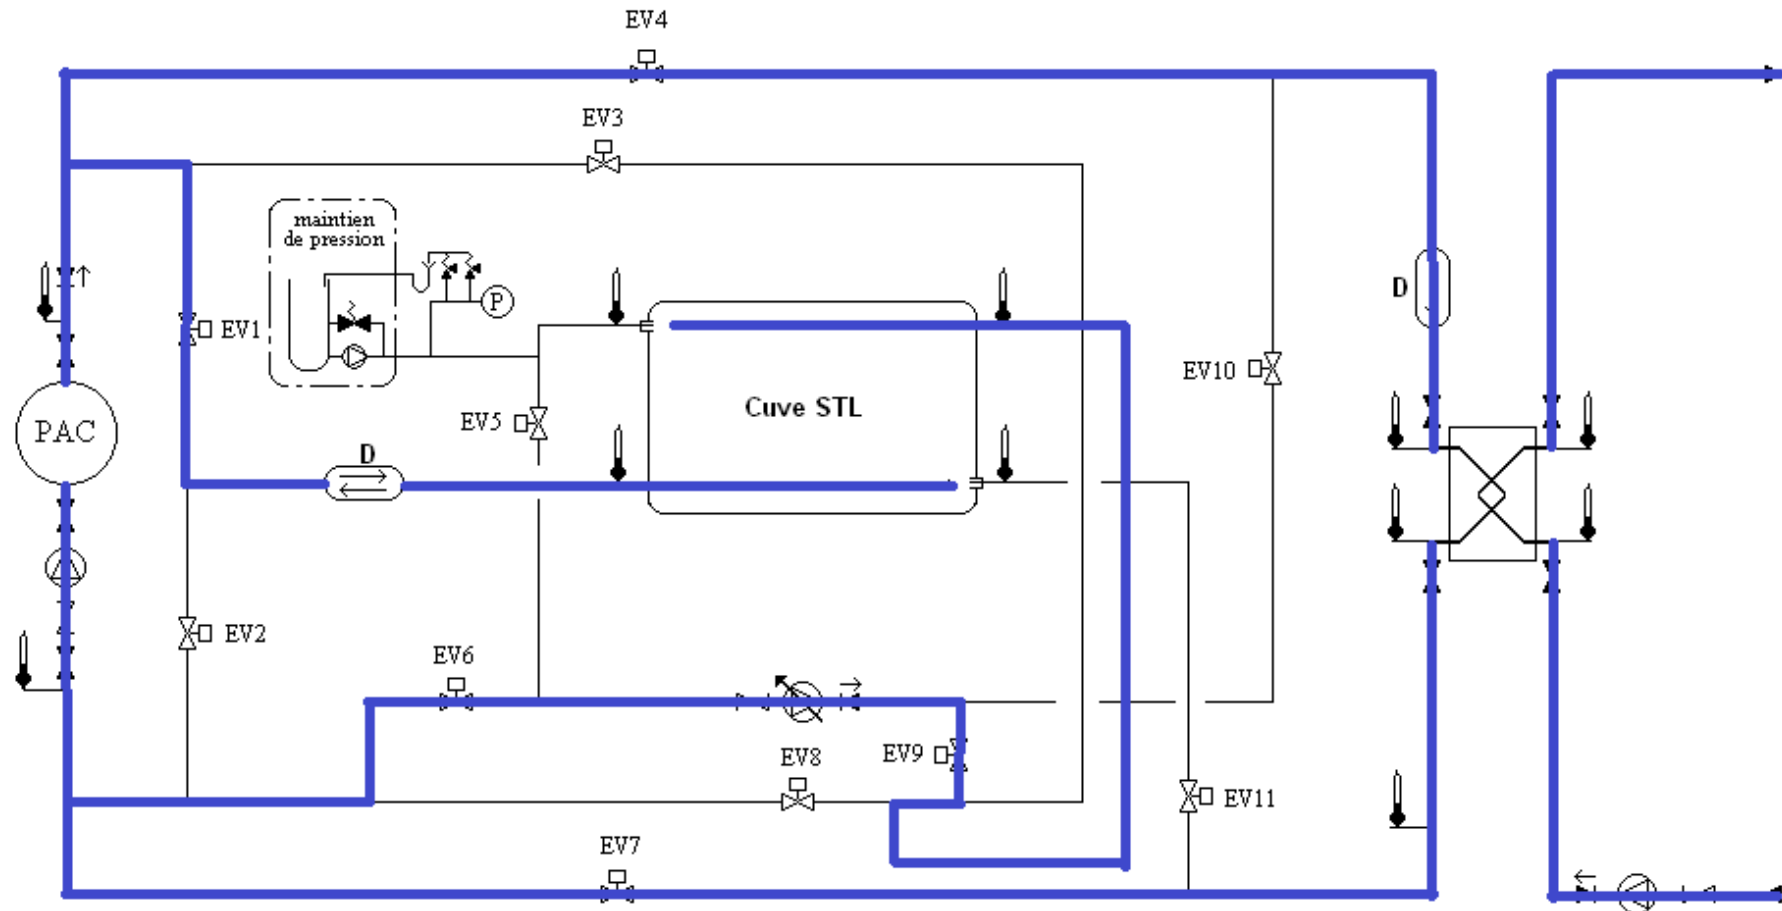 EV4
EV3
maintien
de pression
P
D
EV1
EV10
PAC
EV5
Cuve STL
D
EV2
EV6
EV9
EV8
EV11
EV7